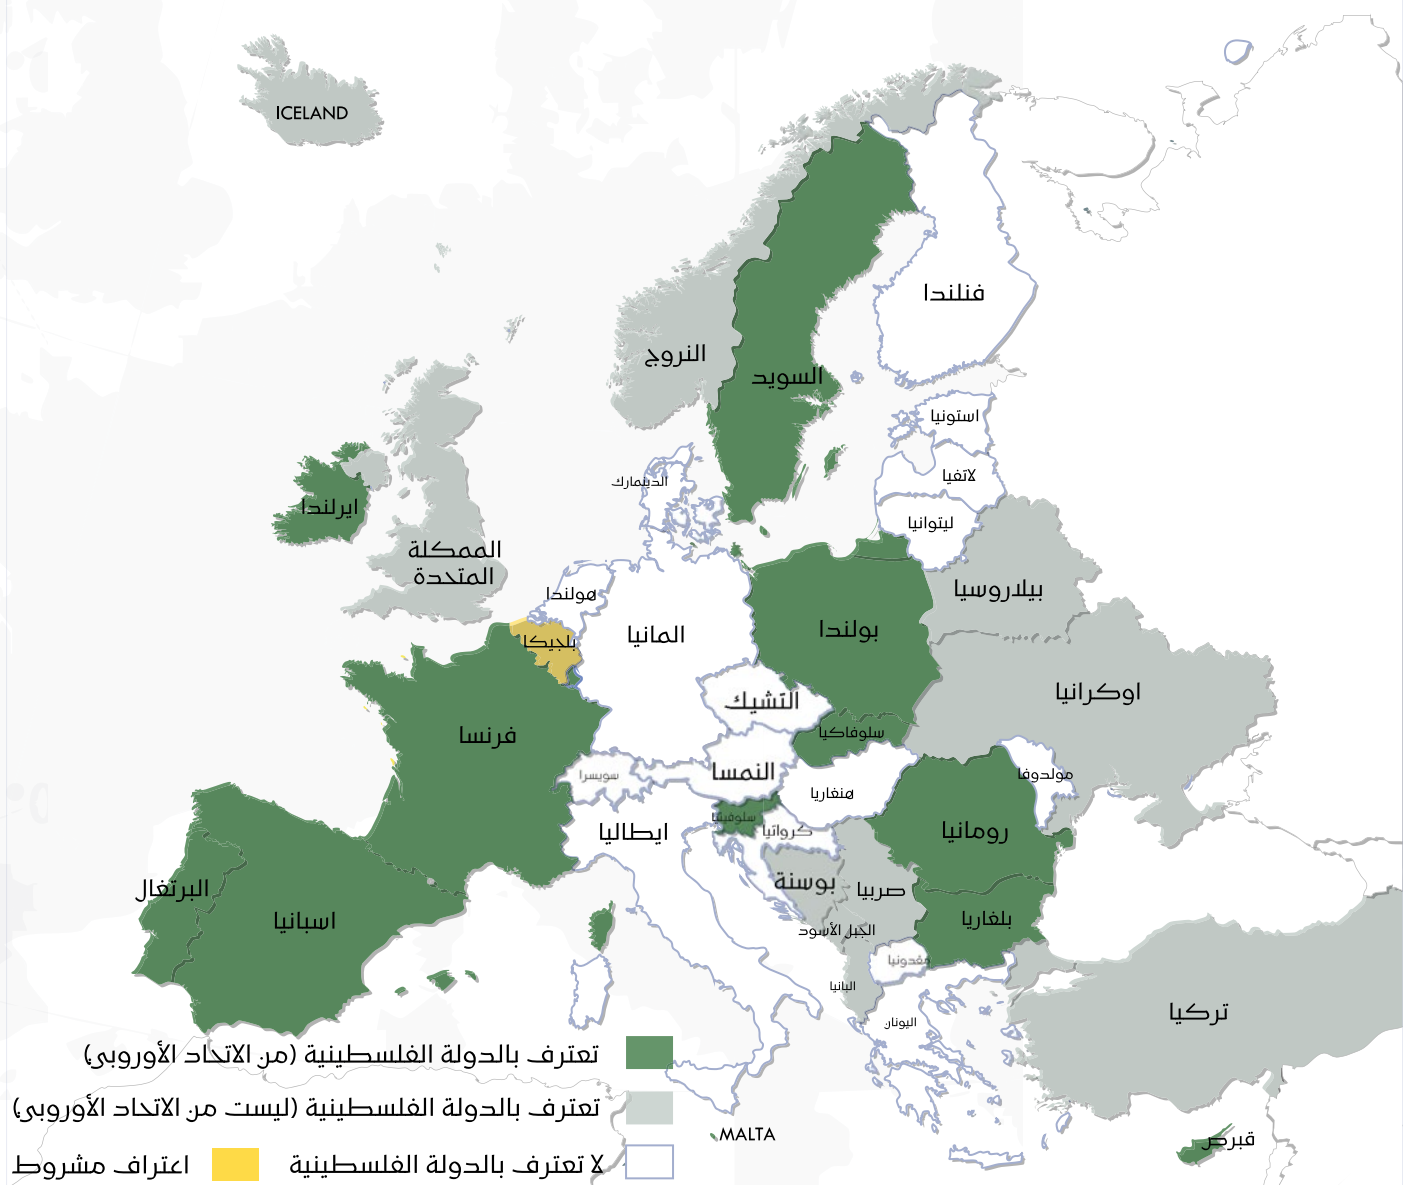 ICELAND
فنلندا
النروج
السويد
استونيا
لاتفيا
الدينمارك
ايرلندا
ليتوانيا
الممكلة
المتحدة
بيلاروسيا
هولندا
بولندا
المانيا
بلجيكا
اوكرانيا
التشيك
سلوفاكيا
فرنسا
النمسا
سويسرا
مولدوفا
هنغاريا
سلوفينيا
كرواتيا
ايطاليا
رومانيا
بوسنة
صربيا
البرتغال
اسبانيا
بلغاريا
الجبل الأسود
مقدونيا
البانيا
تركيا
اليونان
تعترف بالدولة الفلسطينية (من الاتحاد الأوروبي)
تعترف بالدولة الفلسطينية (ليست من الاتحاد الأوروبي)
MALTA
قبرص
لا تعترف بالدولة الفلسطينية
اعتراف مشروط